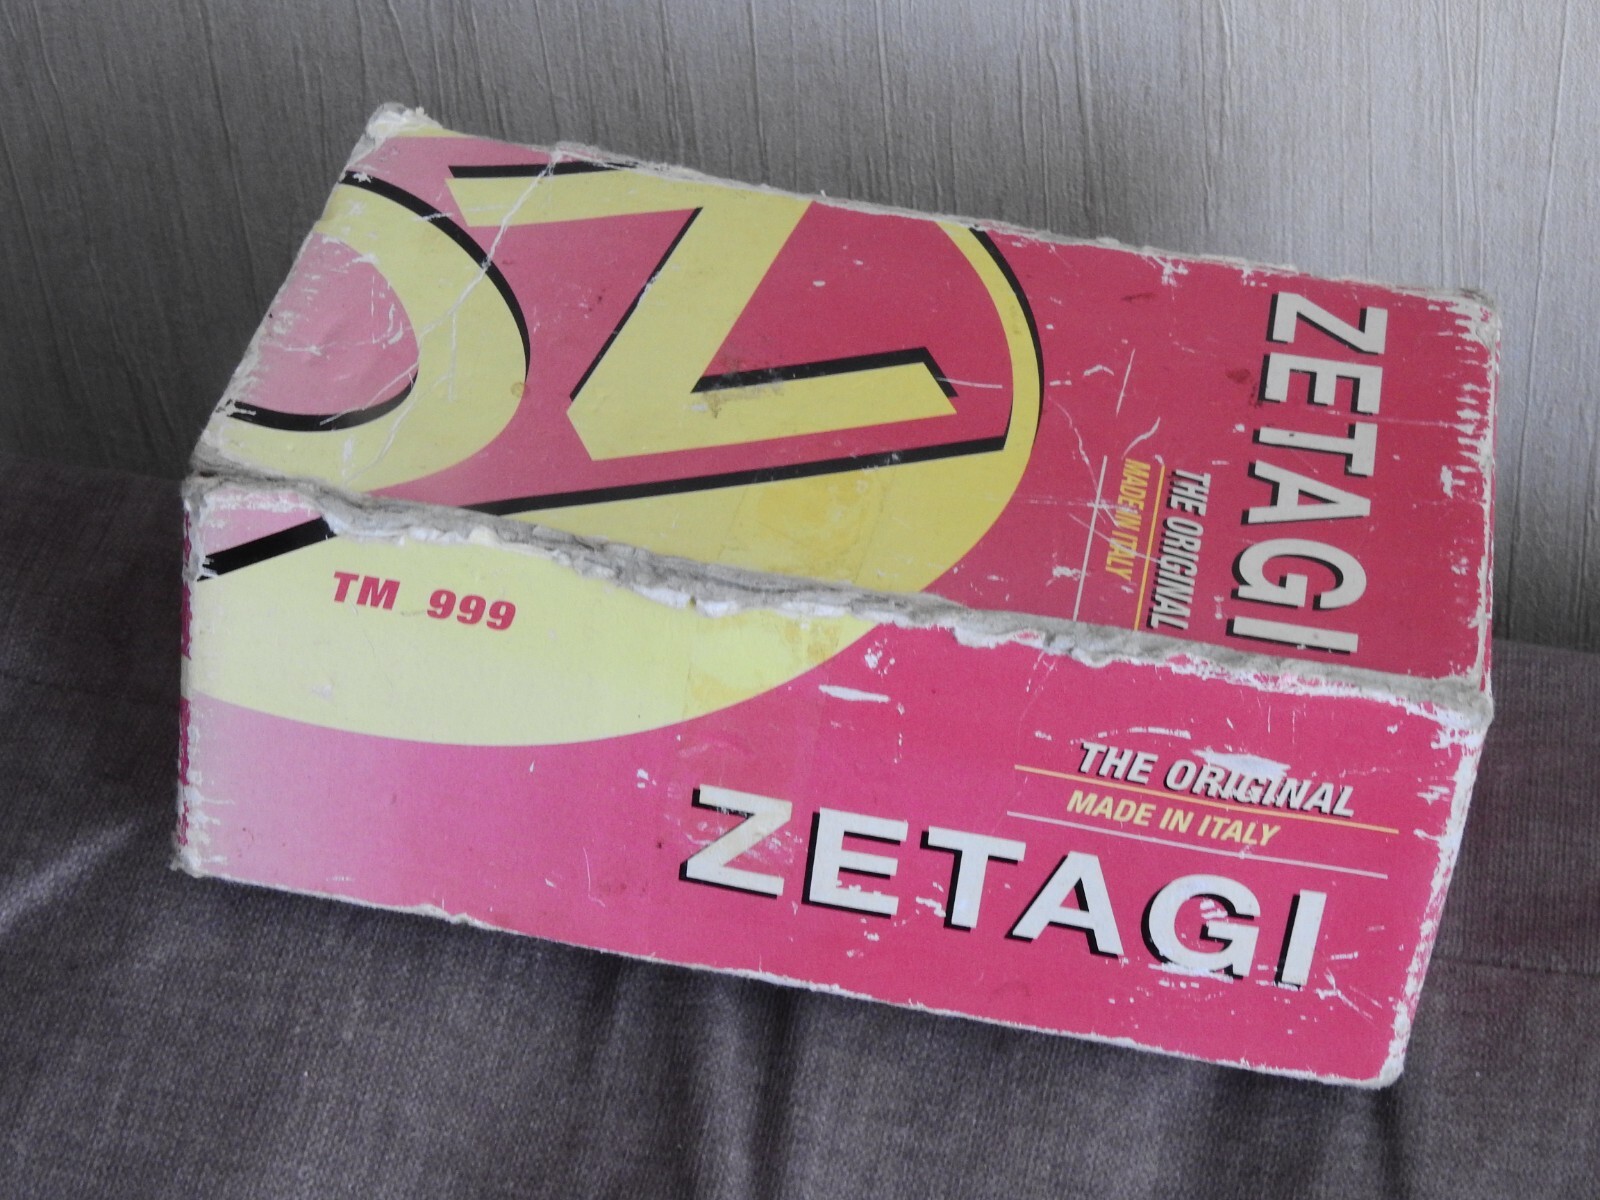 ZETAGI
THE ORIGINAL
MADE IN ITALY
TM 999
THE ORIGINAL
MADE IN ITALY
ZETAGI